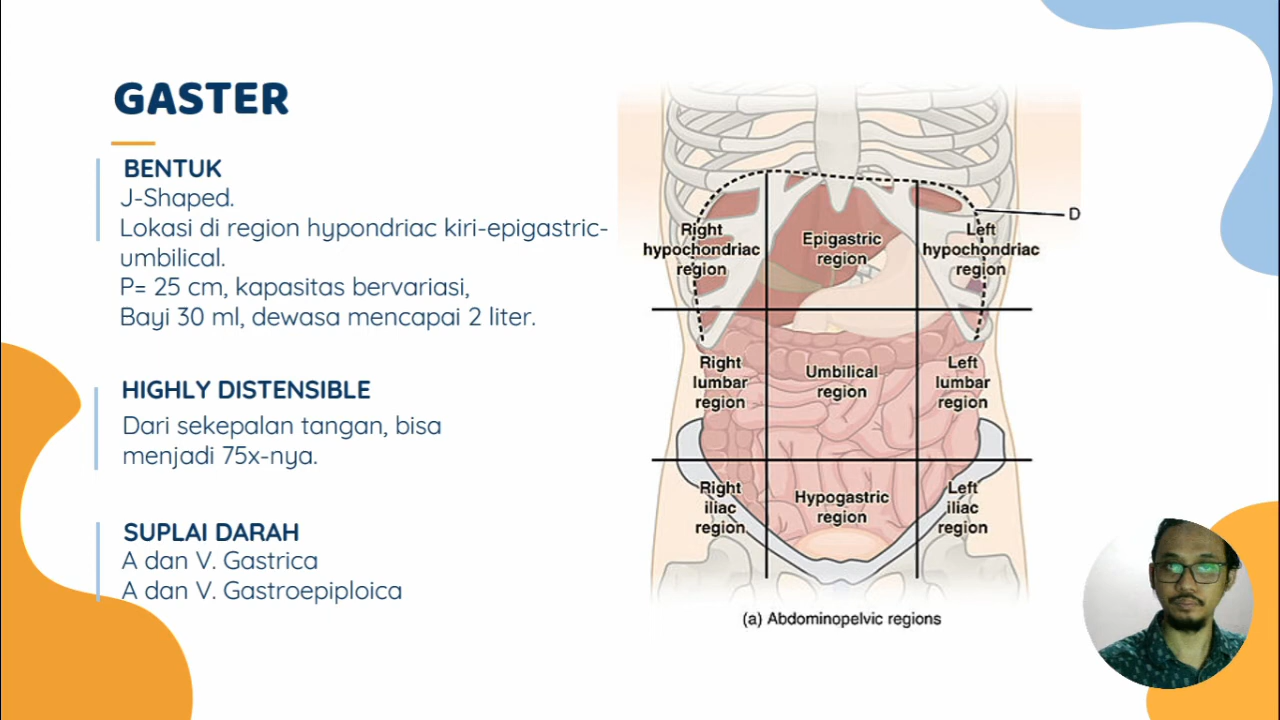 GASTER
BENTUK
J-Shaped.
Lokasi di region hypondriac kiri-epigastric-
umbilical.
P= 25 cm, kapasitas bervariasi,
Bayi 30 ml, dewasa mencapai 2 liter.
HIGHLY DISTENSIBLE
Dari sekepalan tangan, bisa
menjadi 75x-nya.
SUPLAI DARAH
A dan V. Gastrica
A dan V. Gastroepiploica
D
Right
hypochondriac
region
Epigastric
region
Left
hypochondriac
region
Right
lumbar
region
Umbilical
region
Left
lumbar
region
Right
iliac
region
Hypogastric
region
Left
iliac
region
(a) Abdominopelvic regions